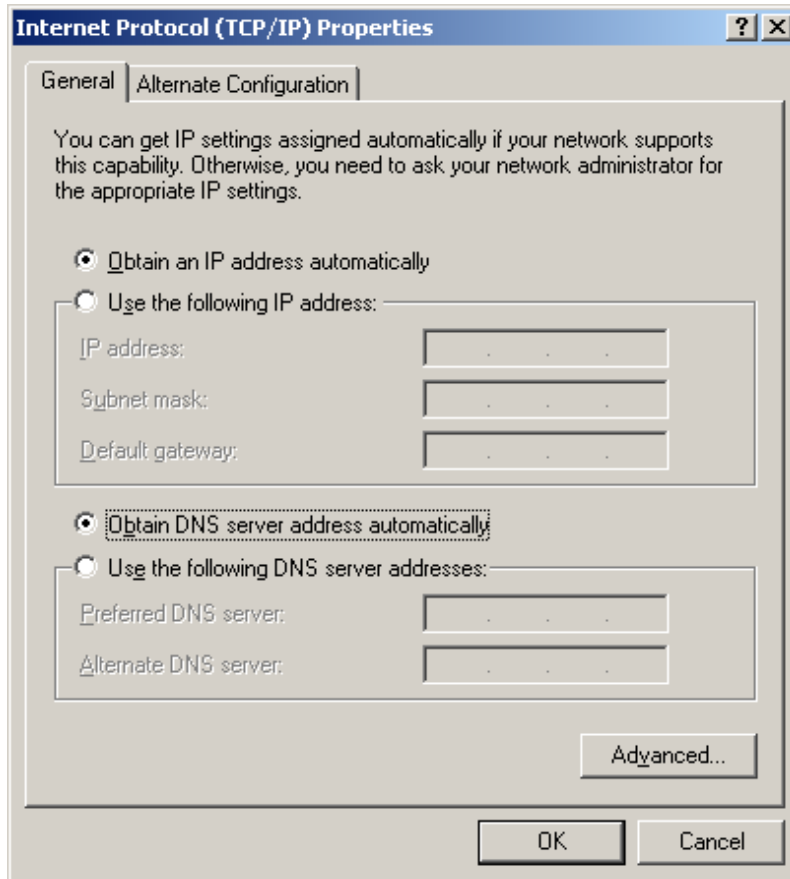 Internet Protocol (TCP/IP) Properties
General
Alternate Configuration
You can get IP settings assigned automatically if your network supports
this capability. Otherwise, you need to ask your network administrator for
the appropriate IP settings.
Obtain an IP address automatically
Use the following IP address:
IP address:
Subnet mask:
Default gateway:
Obtain DNS server address automatically
Use the following DNS server addresses:
Preferred DNS server:
Alternate DNS server:
Advanced...
OK
Cancel